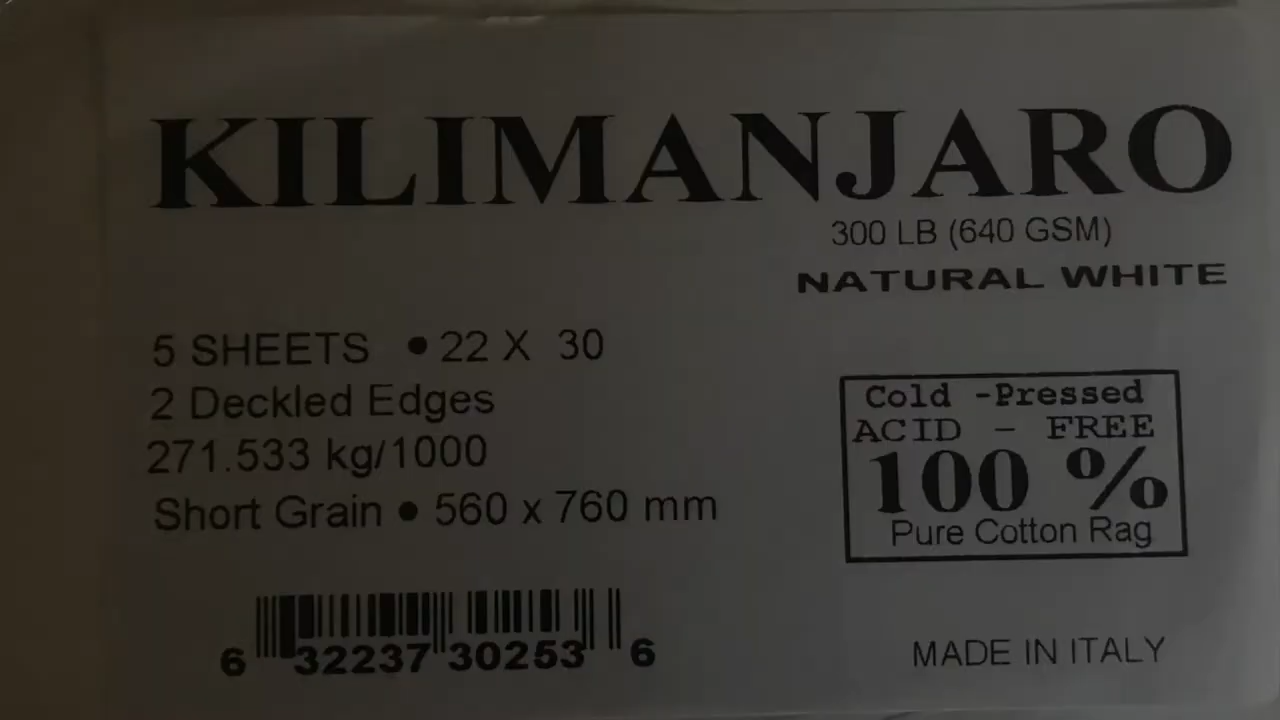 KILIMANJARO
300 LB (640 GSM)
NATURAL WHITE
5 SHEETS • 22 X 30
2 Deckled Edges
271.533 kg/1000
Short Grain • 560 x 760 mm
Cold -Pressed
ACID - FREE
100 %
Pure Cotton Rag
6 32237 30253 6
MADE IN ITALY